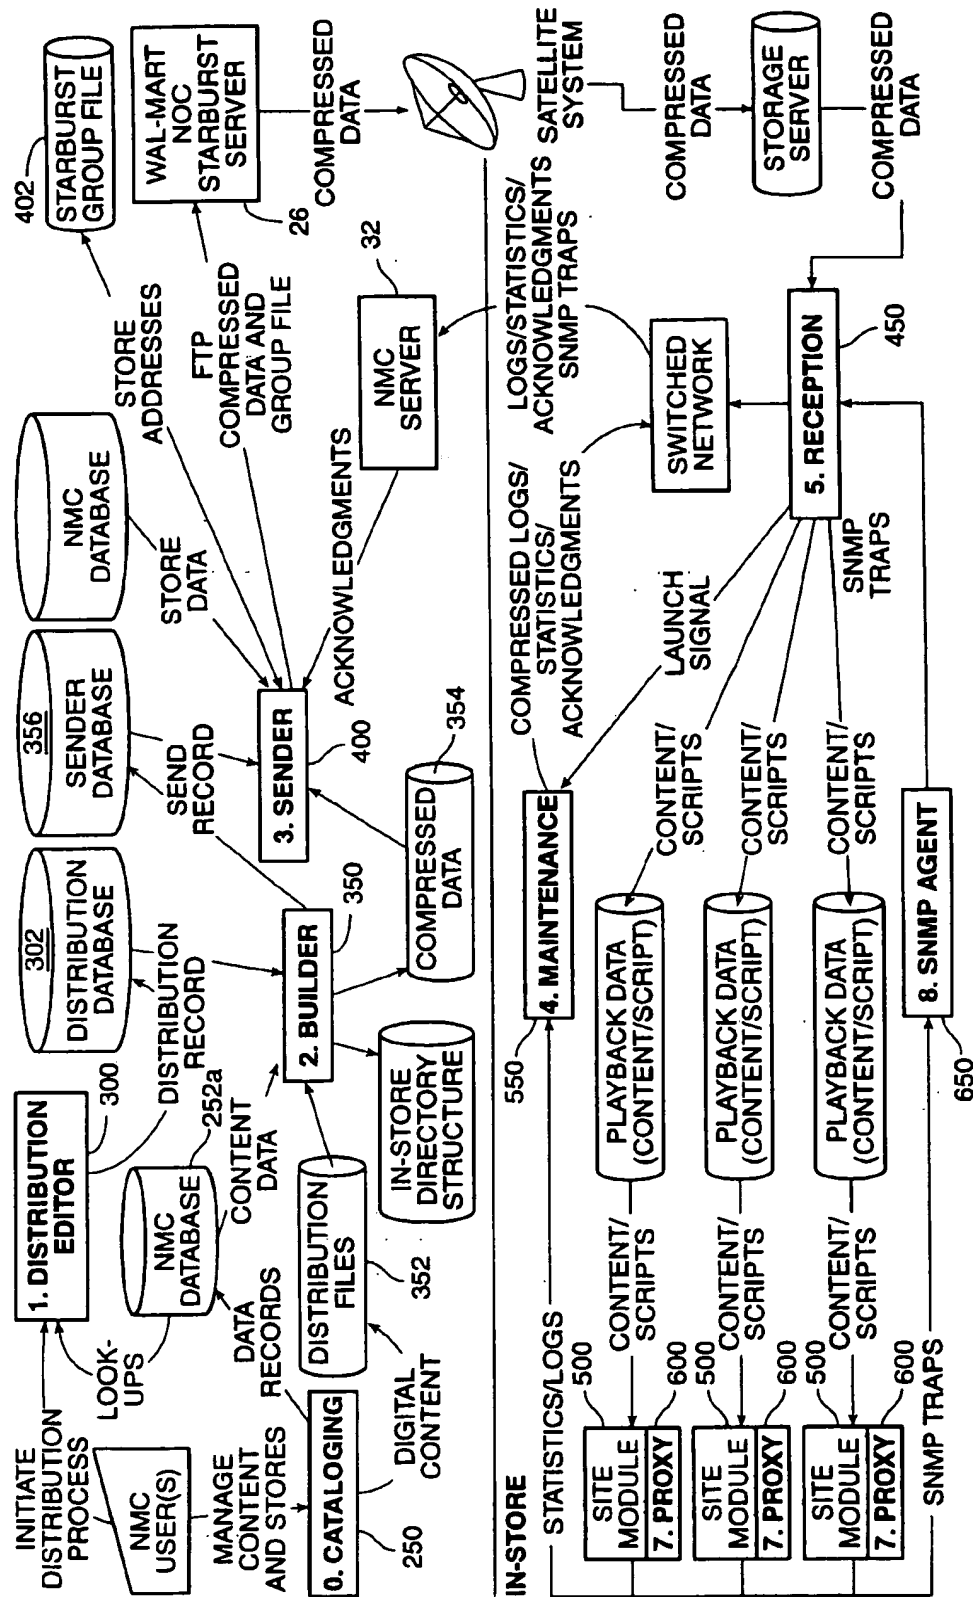 INITIATE
DISTRIBUTION
PROCESS
1. DISTRIBUTION
EDITOR
300
302
DISTRIBUTION
DATABASE
356
SENDER
DATABASE
NMC
DATABASE
402
STARBURST
GROUP FILE
NMC
USER(S)
LOOK-
UPS
NMC
DATABASE
252a
DISTRIBUTION
RECORD
SEND
RECORD
STORE
DATA
STORE
ADDRESSES
WAL-MART
NOC
STARBURST
SERVER
26
MANAGE
CONTENT
AND STORES
DATA
RECORDS
CONTENT
DATA
2. BUILDER
350
3. SENDER
400
FTP
COMPRESSED
DATA AND
GROUP FILE
COMPRESSED
DATA
0. CATALOGING
250
DIGITAL
CONTENT
DISTRIBUTION
FILES
352
IN-STORE
DIRECTORY
STRUCTURE
COMPRESSED
DATA
354
ACKNOWLEDGMENTS
NMC
SERVER
32
SATELLITE
SYSTEM
IN-STORE
STATISTICS/LOGS
550
4. MAINTENANCE
COMPRESSED LOGS/
STATISTICS/
ACKNOWLEDGMENTS
LOGS/STATISTICS/
ACKNOWLEDGMENTS
SNMP TRAPS
SWITCHED
NETWORK
COMPRESSED
DATA
STORAGE
SERVER
COMPRESSED
DATA
LAUNCH
SIGNAL
5. RECEPTION
450
SNMP
TRAPS
500
SITE
MODULE
7. PROXY
600
CONTENT/
SCRIPTS
PLAYBACK DATA
(CONTENT/SCRIPT)
CONTENT/
SCRIPTS
500
SITE
MODULE
7. PROXY
600
CONTENT/
SCRIPTS
PLAYBACK DATA
(CONTENT/SCRIPT)
CONTENT/
SCRIPTS
500
SITE
MODULE
7. PROXY
600
CONTENT/
SCRIPTS
PLAYBACK DATA
(CONTENT/SCRIPT)
CONTENT/
SCRIPTS
SNMP TRAPS
650
8. SNMP AGENT